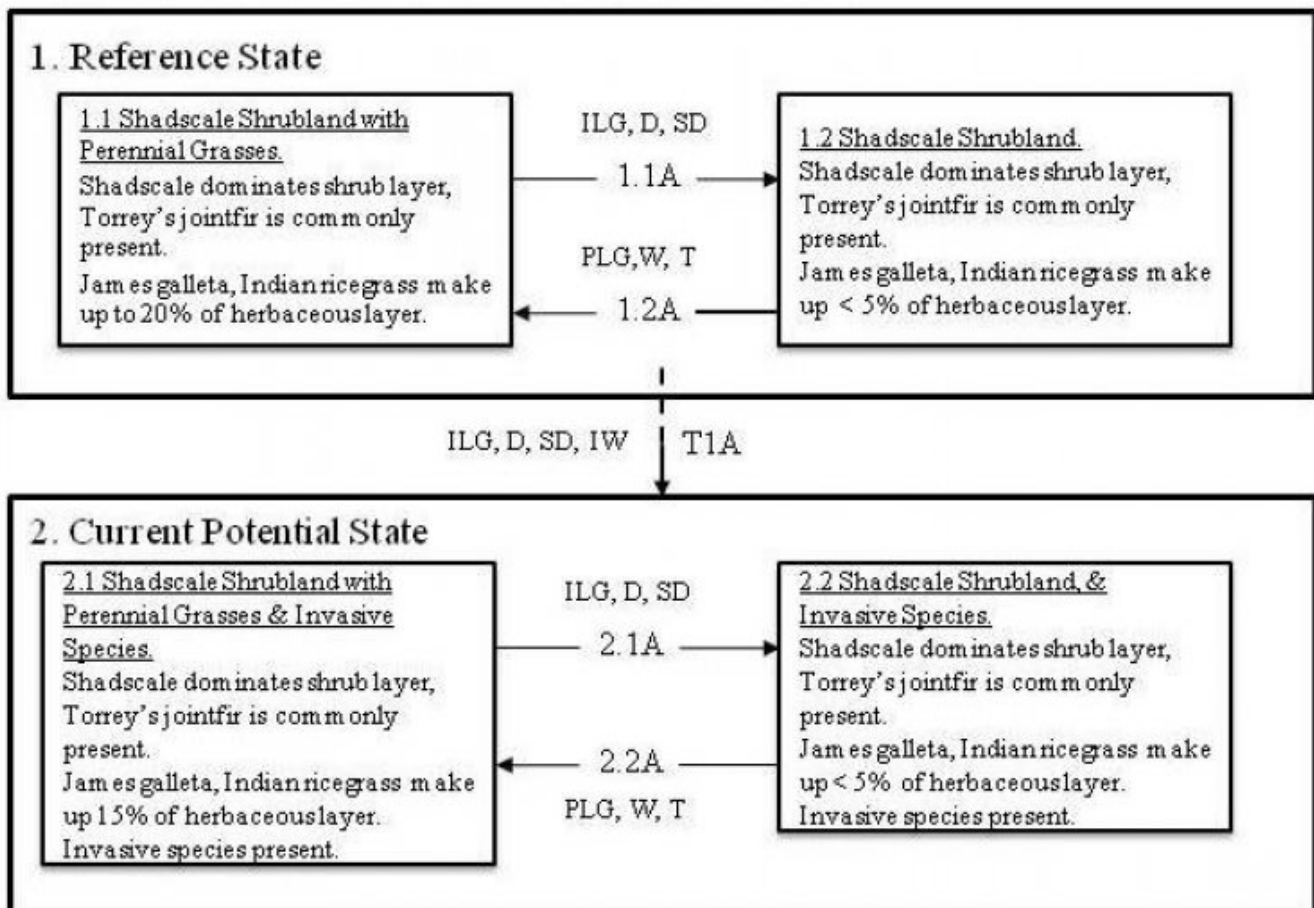 1. Reference State
1.1 Shadscale Shrubland with
Perennial Grasses.
Shadscale dominates shrub layer,
Torrey's jointfir is commonly
present.
James galleta, Indian ricegrass make
up to 20% of herbaceous layer.
ILG, D, SD
1.1A
PLG,W, T
1.2A
1.2 Shadscale Shrubland.
Shadscale dominates shrub layer,
Torrey's jointfir is commonly
present.
James galleta, Indian ricegrass make
up < 5% of herbaceous layer.
ILG, D, SD, IW
T1A
2. Current Potential State
2.1 Shadscale Shrubland with
Perennial Grasses & Invasive
Species.
Shadscale dominates shrub layer,
Torrey's jointfir is commonly
present.
James galleta, Indian ricegrass make
up 15% of herbaceous layer.
Invasive species present.
ILG, D, SD
2.1A
2.2A
PLG, W, T
2.2 Shadscale Shrubland, &
Invasive Species.
Shadscale dominates shrub layer,
Torrey's jointfir is commonly
present.
James galleta, Indian ricegrass make
up < 5% of herbaceous layer.
Invasive species present.